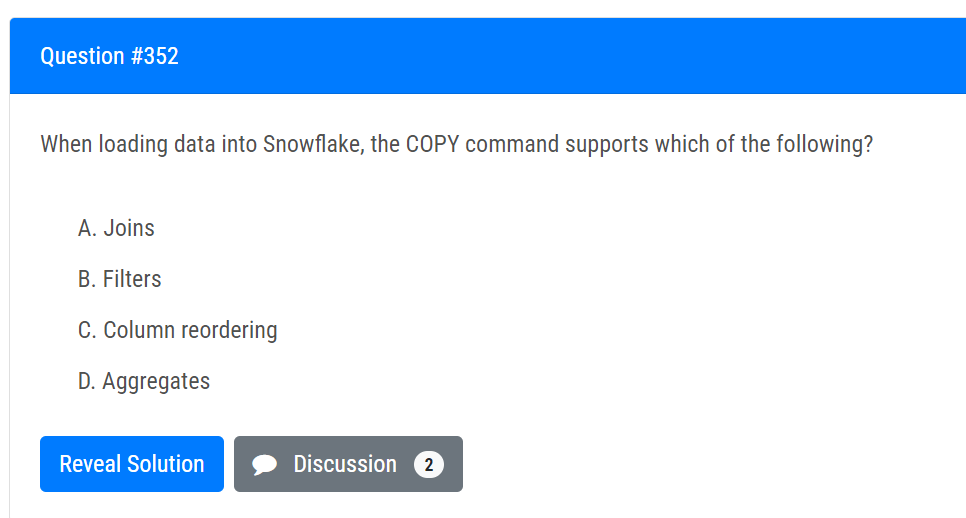 Question #352
When loading data into Snowflake, the COPY command supports which of the following?
A. Joins
B. Filters
C. Column reordering
D. Aggregates
Reveal Solution Discussion 2